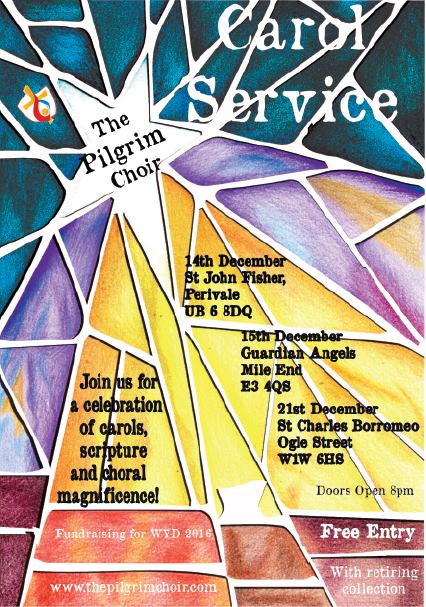 Carol
Service
The
Pilgrim
Choir
14th December
St John Fisher,
Perivale
UB 6 8DQ
15th December
Guardian Angels
Mile End
E3 4QS
21st December
St Charles Borromeo
Ogle Street
W1W 6HS
Join us for
a celebration
of carols,
scripture
and choral
magnificence!
Doors Open 8pm
Fundraising for WYD 2016
Free Entry
www.thepilgrimchoir.com
With retiring
collection